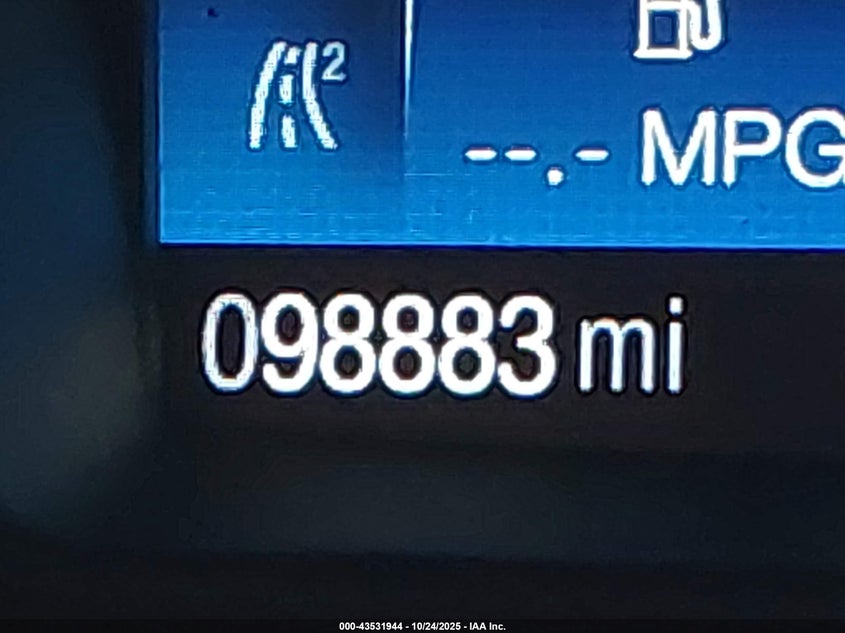 2
--.- MPG
098883 mi
000-43531944 - 10/24/2025 - IAA Inc.